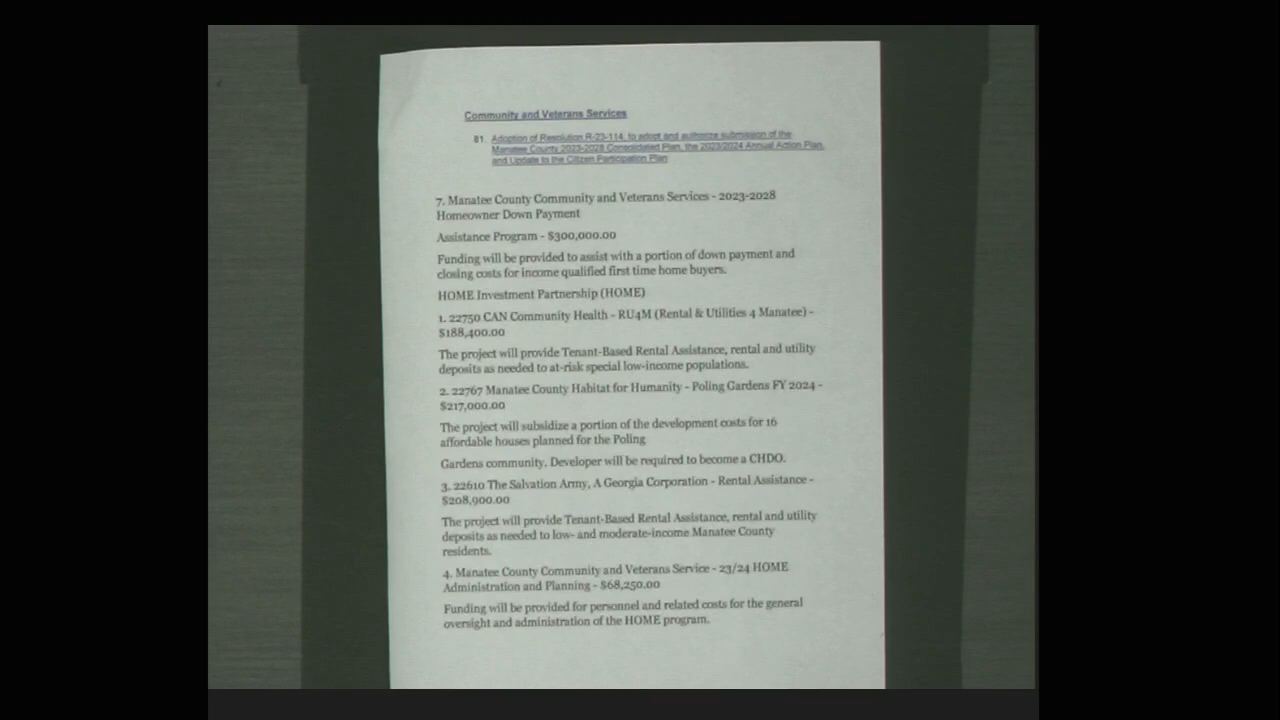 Community and Veterans Services
81. Adoption of Resolution R-23-114, to adopt and authorize submission of the
Manatee County 2023-2028 Consolidated Plan, the 2023/2024 Annual Action Plan,
and Update to the Citizen Participation Plan
7. Manatee County Community and Veterans Services - 2023-2028
Homeowner Down Payment
Assistance Program - $300,000.00
Funding will be provided to assist with a portion of down payment and
closing costs for income qualified first time home buyers.
HOME Investment Partnership (HOME)
1. 22750 CAN Community Health - RU4M (Rental & Utilities 4 Manatee) -
$188,400.00
The project will provide Tenant-Based Rental Assistance, rental and utility
deposits as needed to at-risk special low-income populations.
2. 22767 Manatee County Habitat for Humanity - Poling Gardens FY 2024 -
$217,000.00
The project will subsidize a portion of the development costs for 16
affordable houses planned for the Poling
Gardens community. Developer will be required to become a CHDO.
3. 22610 The Salvation Army, A Georgia Corporation - Rental Assistance -
$208,900.00
The project will provide Tenant-Based Rental Assistance, rental and utility
deposits as needed to low- and moderate-income Manatee County
residents.
4. Manatee County Community and Veterans Service - 23/24 HOME
Administration and Planning - $68,250.00
Funding will be provided for personnel and related costs for the general
oversight and administration of the HOME program.